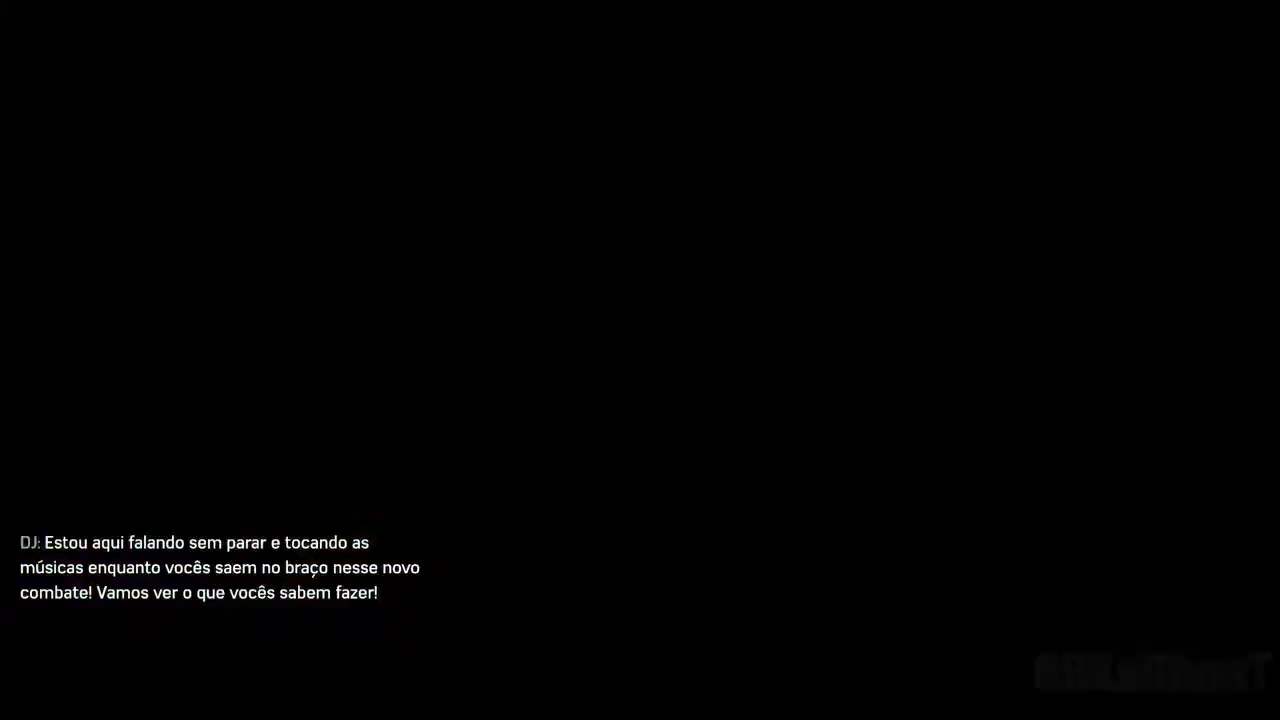 DJ: Estou aqui falando sem parar e tocando as
músicas enquanto vocês saem no braço nesse novo
combate! Vamos ver o que vocês sabem fazer!